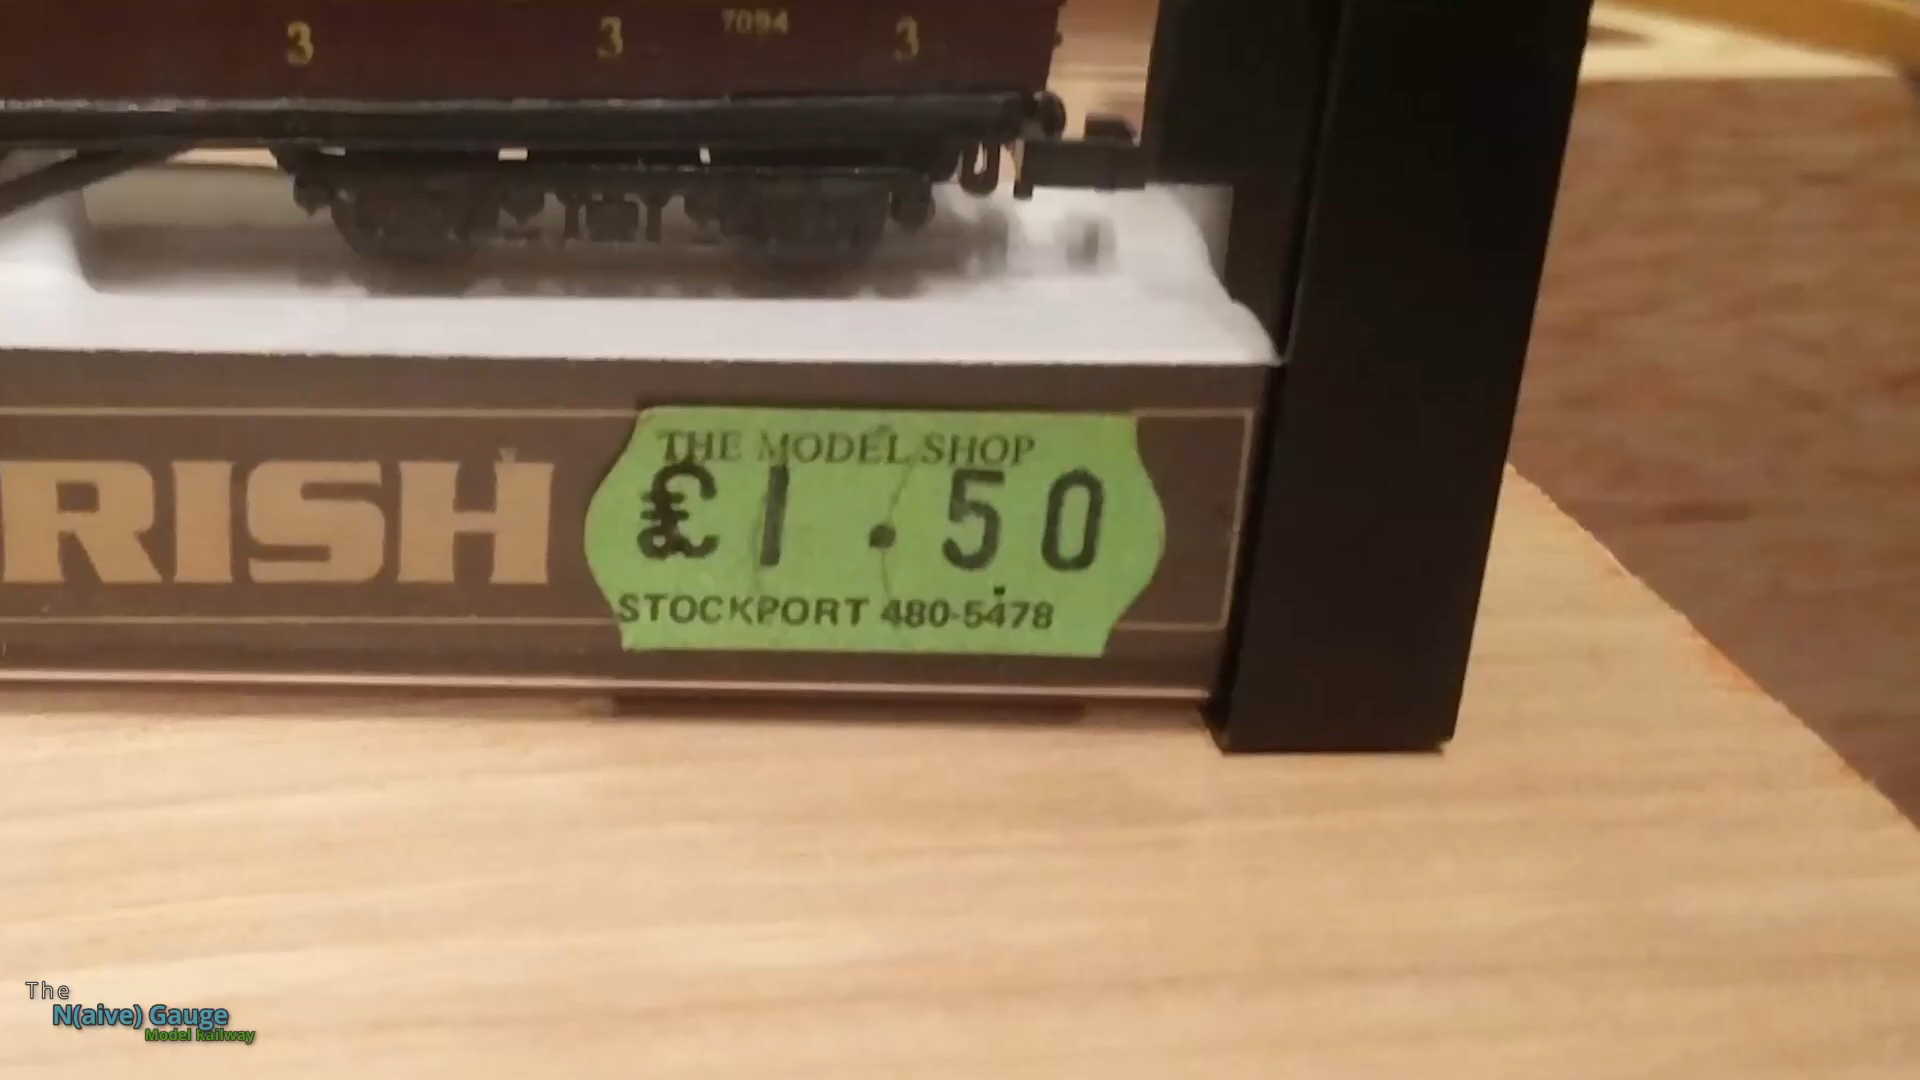 3 3 7094 3
RISH
THE MODEL SHOP
£1.50
STOCKPORT 480-5478
The
N(aive) Gauge
Model Railway